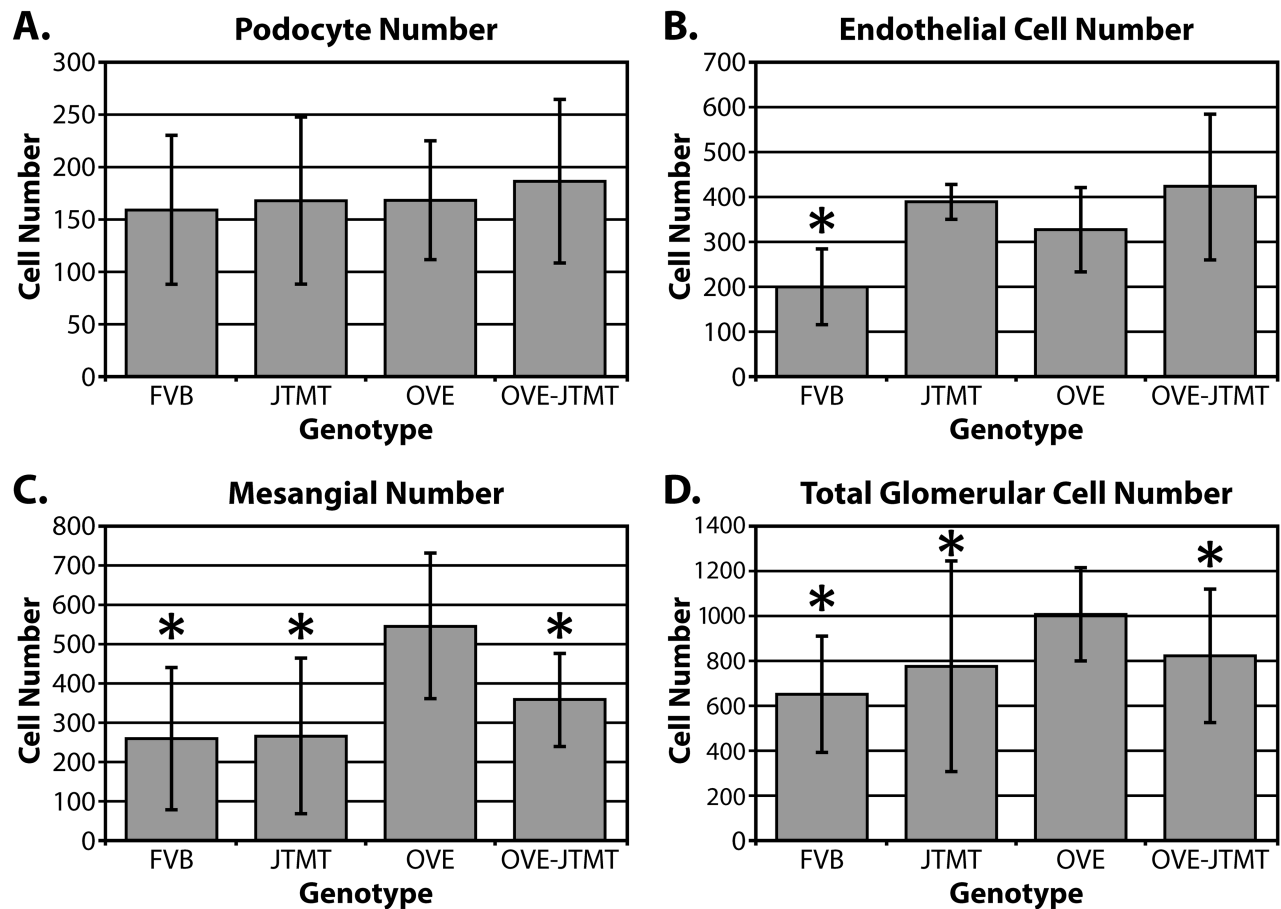 A.
Podocyte Number
300
250
200
150
100
50
0
Cell Number
FVB JTMT OVE OVE-JTMT
Genotype
B.
Endothelial Cell Number
700
600
500
400
300
200
100
0
Cell Number
*
FVB JTMT OVE OVE-JTMT
Genotype
C.
Mesangial Number
800
700
600
500
400
300
200
100
0
Cell Number
* * *
FVB JTMT OVE OVE-JTMT
Genotype
D.
Total Glomerular Cell Number
1400
1200
1000
800
600
400
200
0
Cell Number
* * *
FVB JTMT OVE OVE-JTMT
Genotype